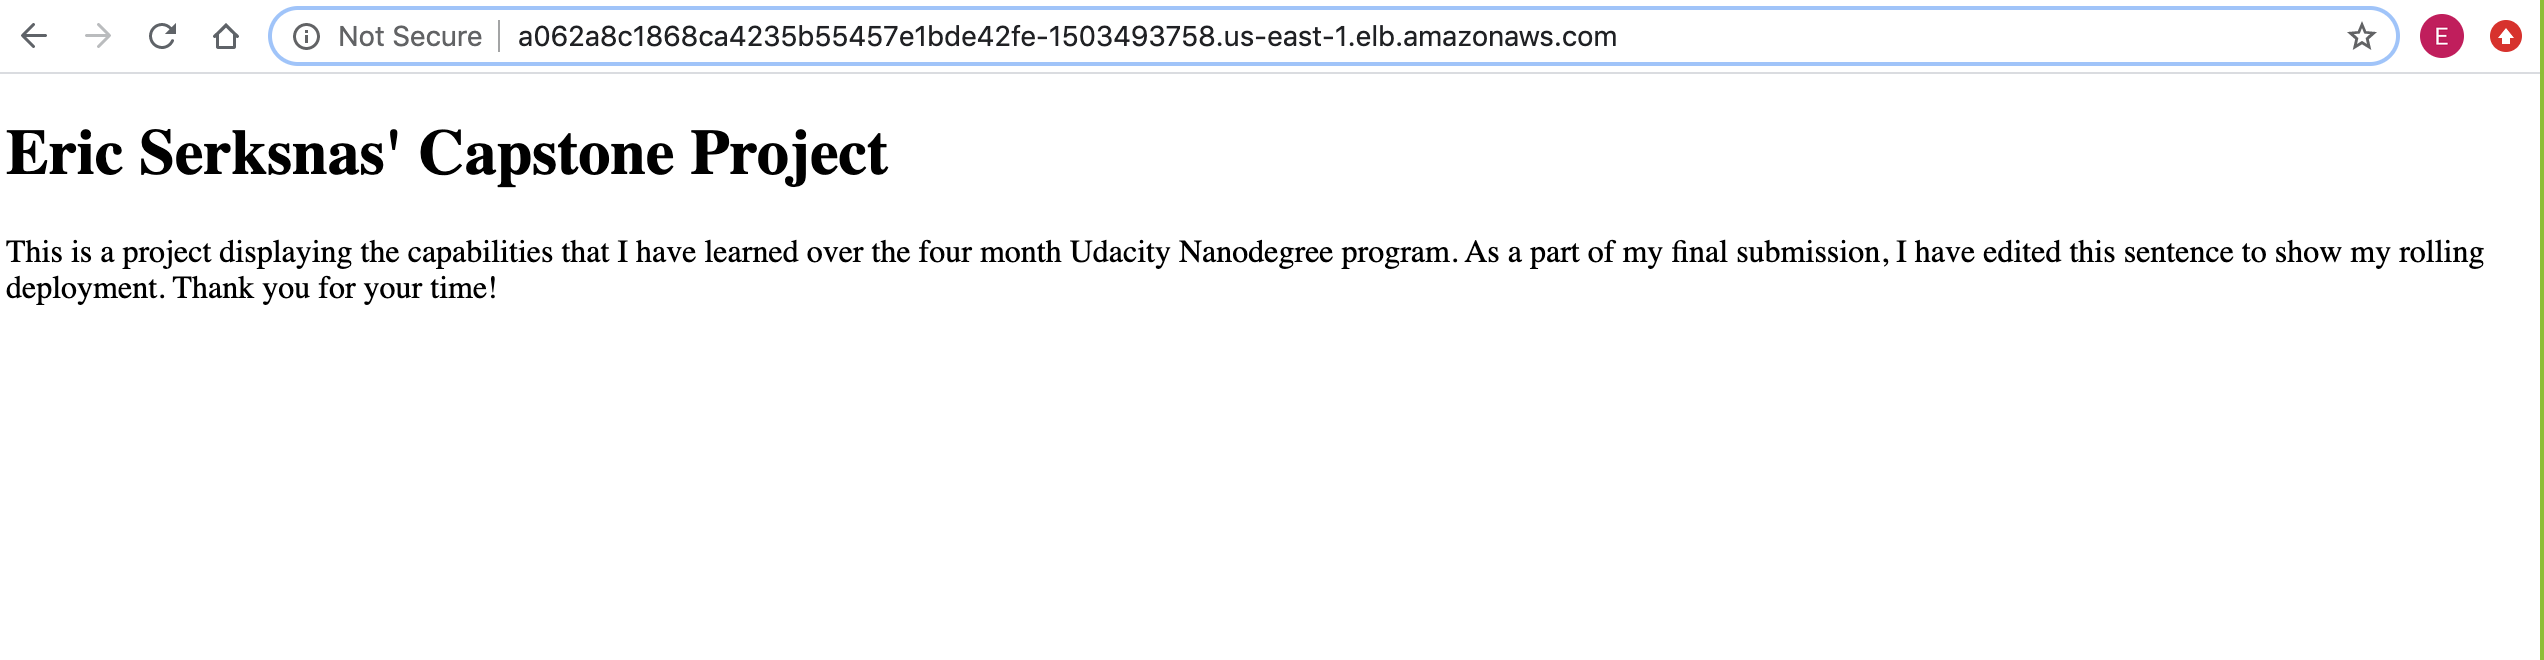 Not Secure a062a8c1868ca4235b55457e1bde42fe-1503493758.us-east-1.elb.amazonaws.com E
Eric Serksnas' Capstone Project
This is a project displaying the capabilities that I have learned over the four month Udacity Nanodegree program. As a part of my final submission, I have edited this sentence to show my rolling
deployment. Thank you for your time!